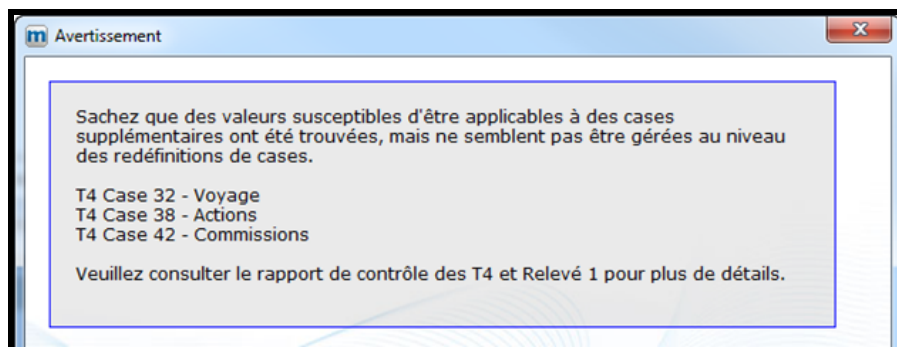 m Avertissement
Sachez que des valeurs susceptibles d'être applicables à des cases
supplémentaires ont été trouvées, mais ne semblent pas être gérées au niveau
des redéfinitions de cases.
T4 Case 32 - Voyage
T4 Case 38 - Actions
T4 Case 42 - Commissions
Veuillez consulter le rapport de contrôle des T4 et Relevé 1 pour plus de détails.